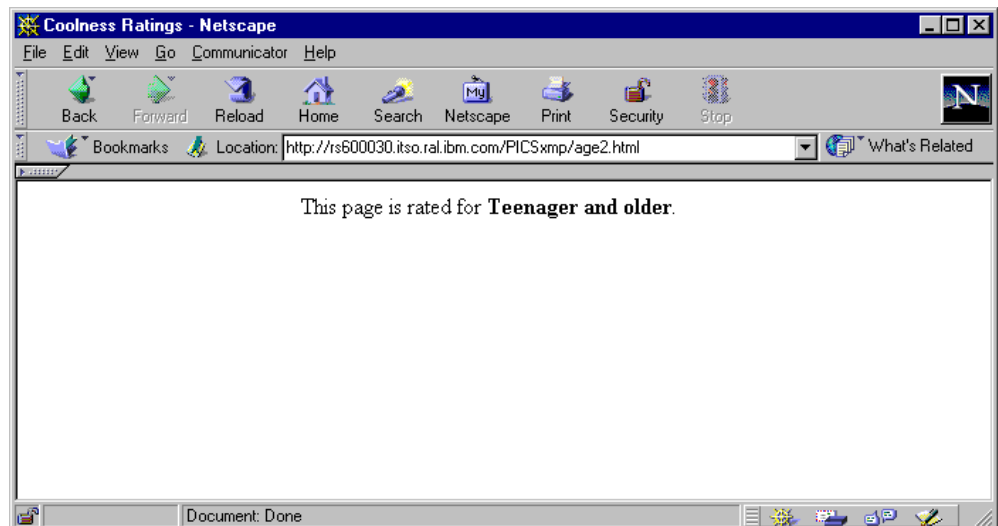 Coolness Ratings - Netscape
File Edit View Go Communicator Help
Back Forward Reload Home Search My Netscape Print Security Stop N
Bookmarks Location: http://rs600030.itso.ral.ibm.com/PICSxmp/age2.html What's Related
This page is rated for Teenager and older.
Document: Done